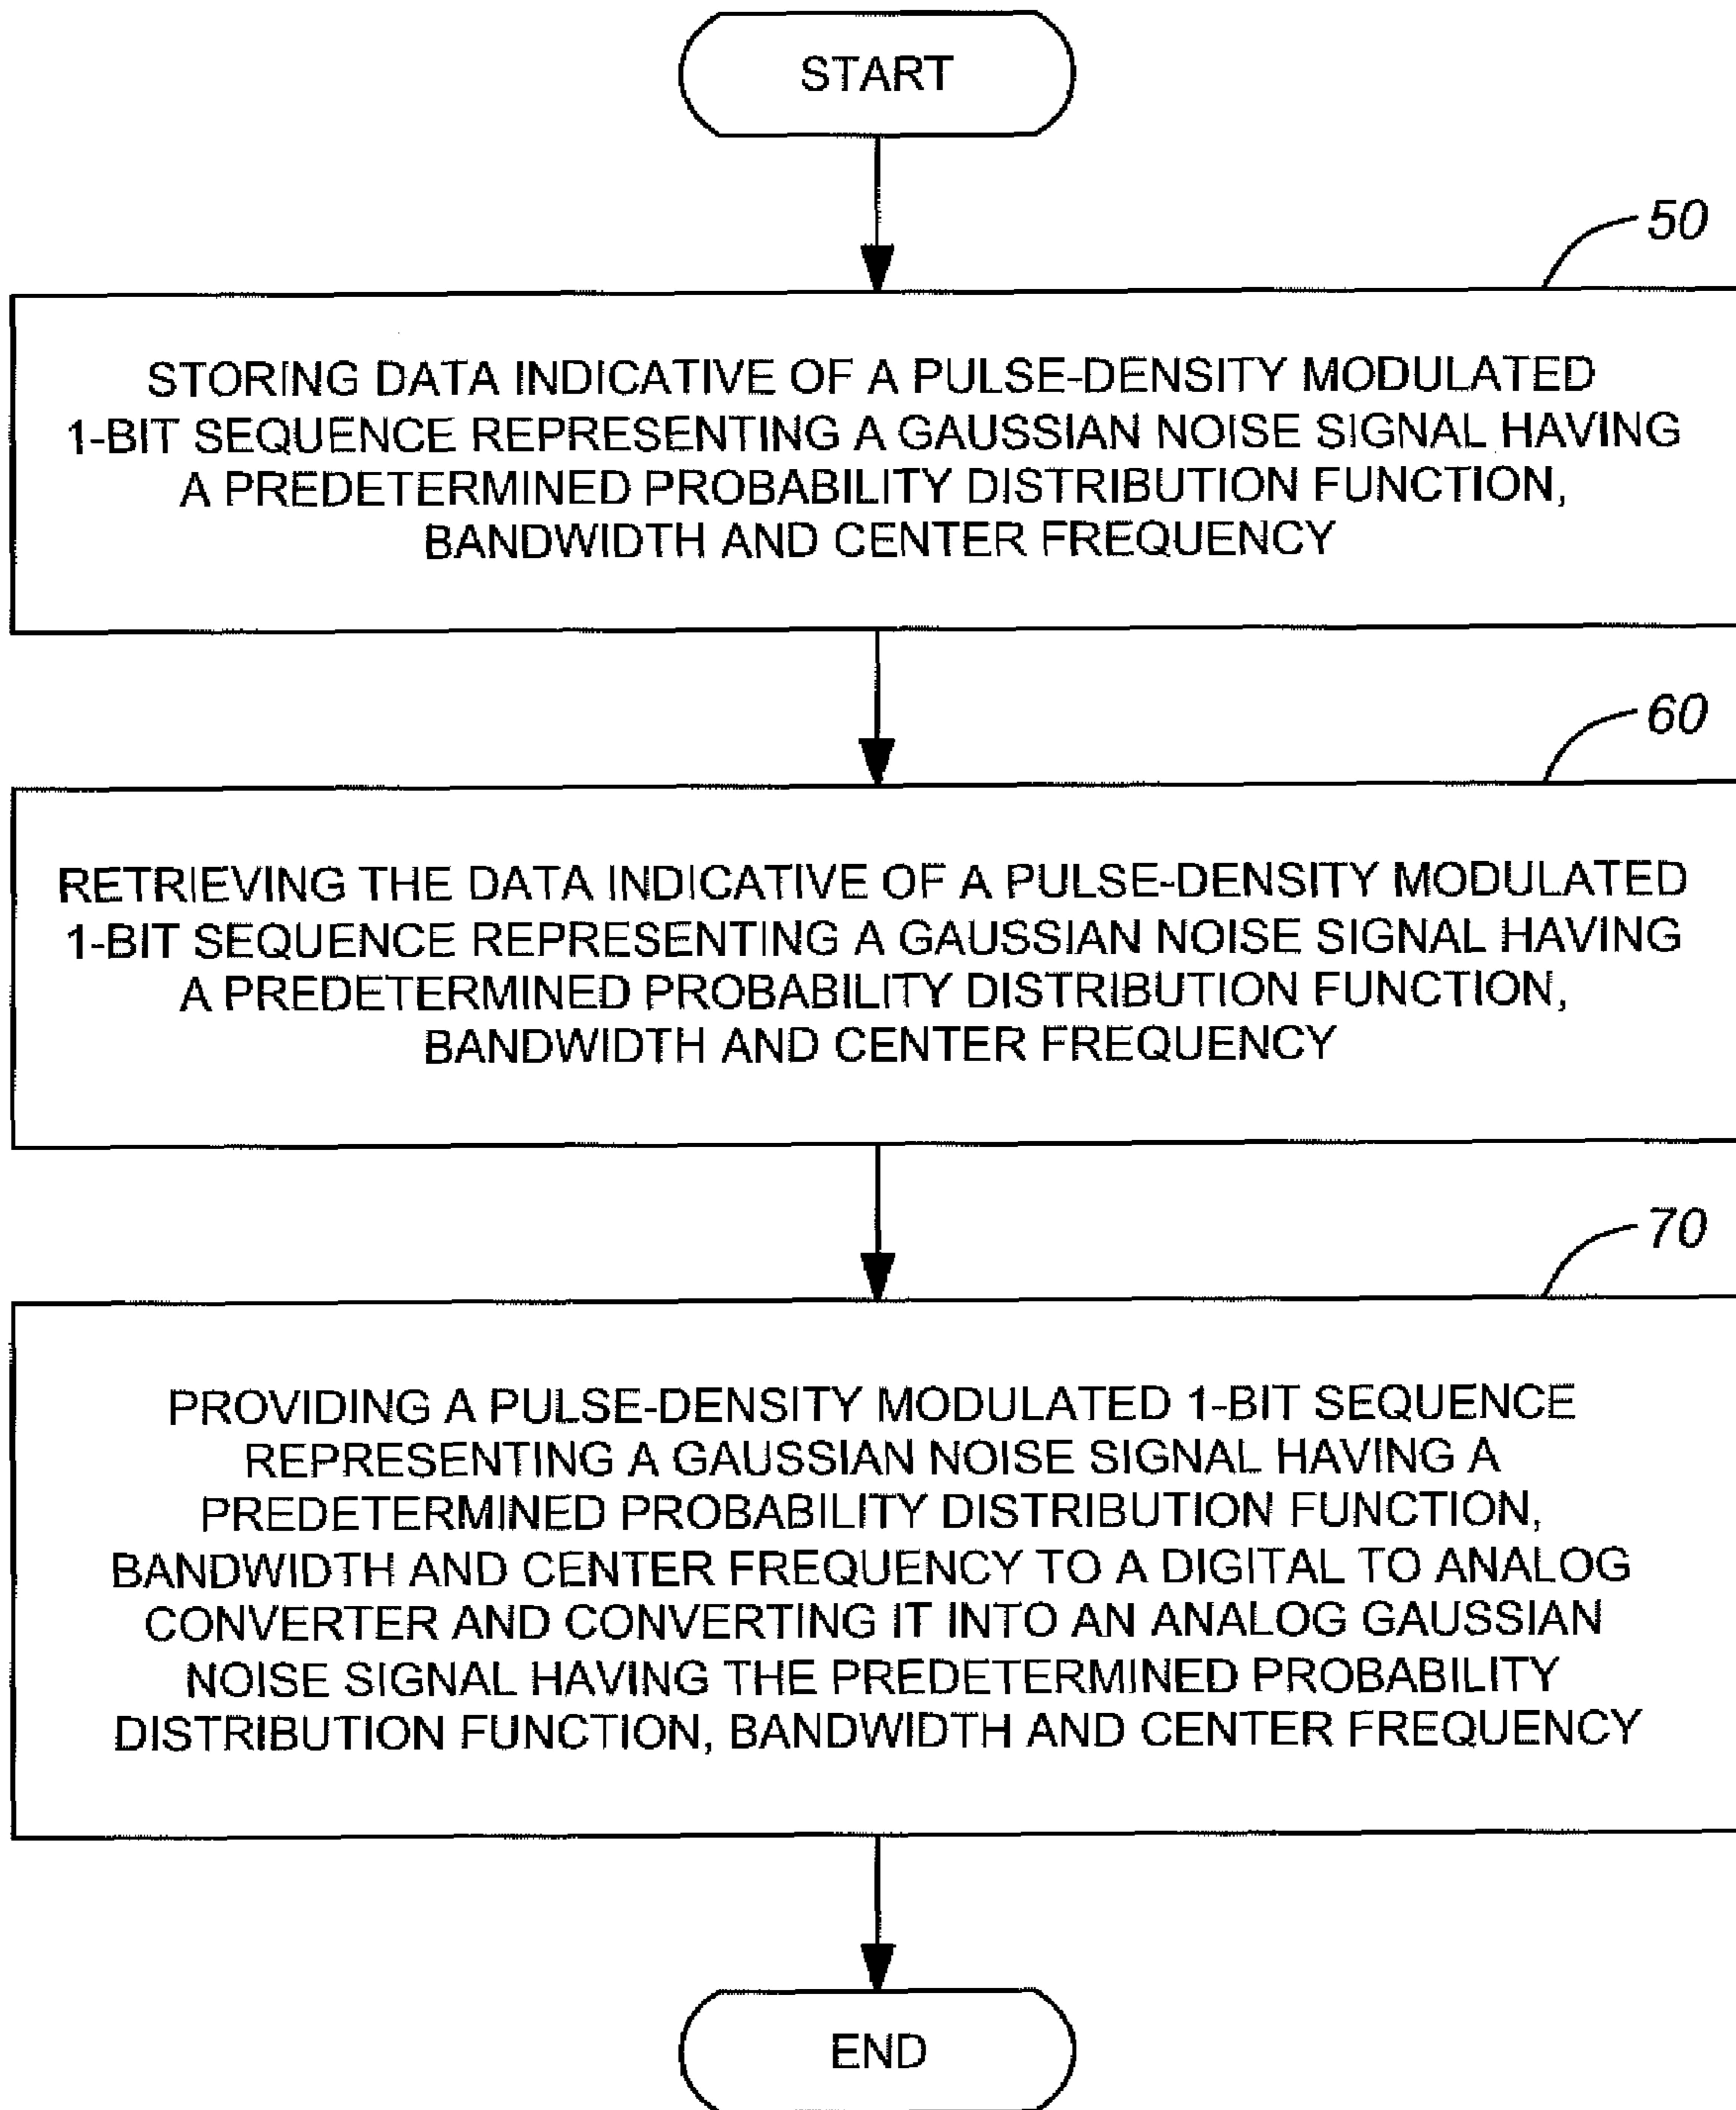 START
50
STORING DATA INDICATIVE OF A PULSE-DENSITY MODULATED
1-BIT SEQUENCE REPRESENTING A GAUSSIAN NOISE SIGNAL HAVING
A PREDETERMINED PROBABILITY DISTRIBUTION FUNCTION,
BANDWIDTH AND CENTER FREQUENCY
60
RETRIEVING THE DATA INDICATIVE OF A PULSE-DENSITY MODULATED
1-BIT SEQUENCE REPRESENTING A GAUSSIAN NOISE SIGNAL HAVING
A PREDETERMINED PROBABILITY DISTRIBUTION FUNCTION,
BANDWIDTH AND CENTER FREQUENCY
70
PROVIDING A PULSE-DENSITY MODULATED 1-BIT SEQUENCE
REPRESENTING A GAUSSIAN NOISE SIGNAL HAVING A
PREDETERMINED PROBABILITY DISTRIBUTION FUNCTION,
BANDWIDTH AND CENTER FREQUENCY TO A DIGITAL TO ANALOG
CONVERTER AND CONVERTING IT INTO AN ANALOG GAUSSIAN
NOISE SIGNAL HAVING THE PREDETERMINED PROBABILITY
DISTRIBUTION FUNCTION, BANDWIDTH AND CENTER FREQUENCY
END